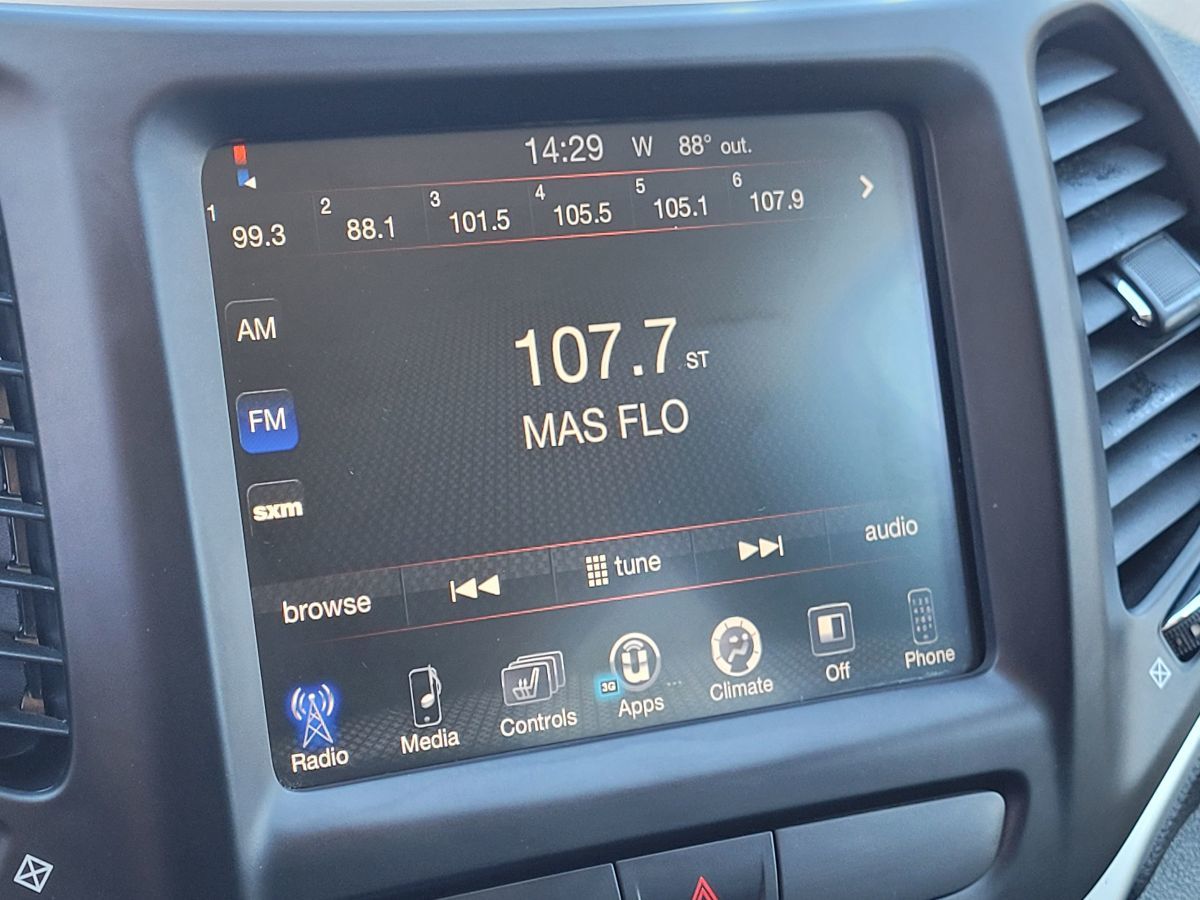 14:29 W 88° out.
1 99.3 2 88.1 3 101.5 4 105.5 5 105.1 6 107.9
AM
107.7 ST
FM
MAS FLO
sxm
browse tune audio
3G
Radio Media Controls Apps Climate Off Phone